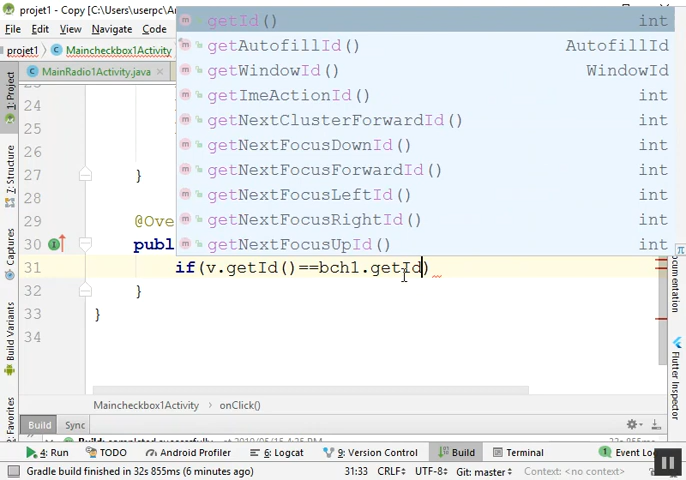 projet1 - Copy [C:\Users\userpc\An
File Edit View Navigate Code
projet1 Maincheckbox1Activity
MainRadio1Activity.java
getId() int
getAutofillId() AutofillId
getWindowId() WindowId
getImeActionId() int
getNextClusterForwardId() int
getNextFocusDownId() int
getNextFocusForwardId() int
getNextFocusLeftId() int
getNextFocusRightId() int
getNextFocusUpId() int
1: Project
7: Structure
Captures
Build Variants
Favorites
24
25
26
27 }
28
29 @Ove
30 publ
31 if(v.getId()==bch1.getId)
32 }
33 }
34
ocumentation
Flutter
Maincheckbox1Activity onClick()
Build Sync
4: Run TODO Android Profiler 6: Logcat 9: Version Control Build Terminal Event Lo
Gradle build finished in 32s 855ms (6 minutes ago) 31:33 CRLF UTF-8 Git: master Context: <no context>